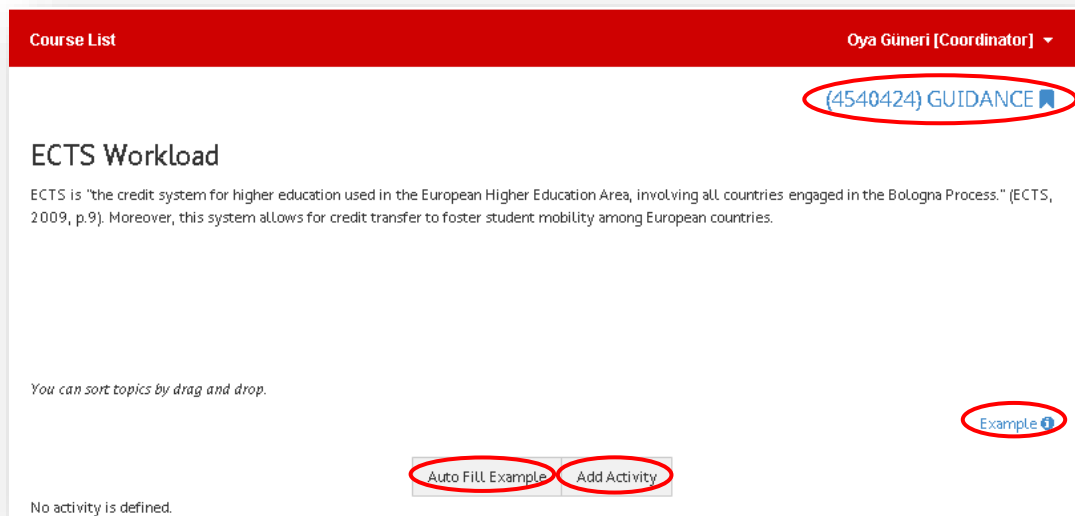 Course List
Oya Güneri [Coordinator]
(4540424) GUIDANCE
ECTS Workload
ECTS is "the credit system for higher education used in the European Higher Education Area, involving all countries engaged in the Bologna Process." (ECTS,
2009, p.9). Moreover, this system allows for credit transfer to foster student mobility among European countries.
You can sort topics by drag and drop.
Example
Auto Fill Example
Add Activity
No activity is defined.